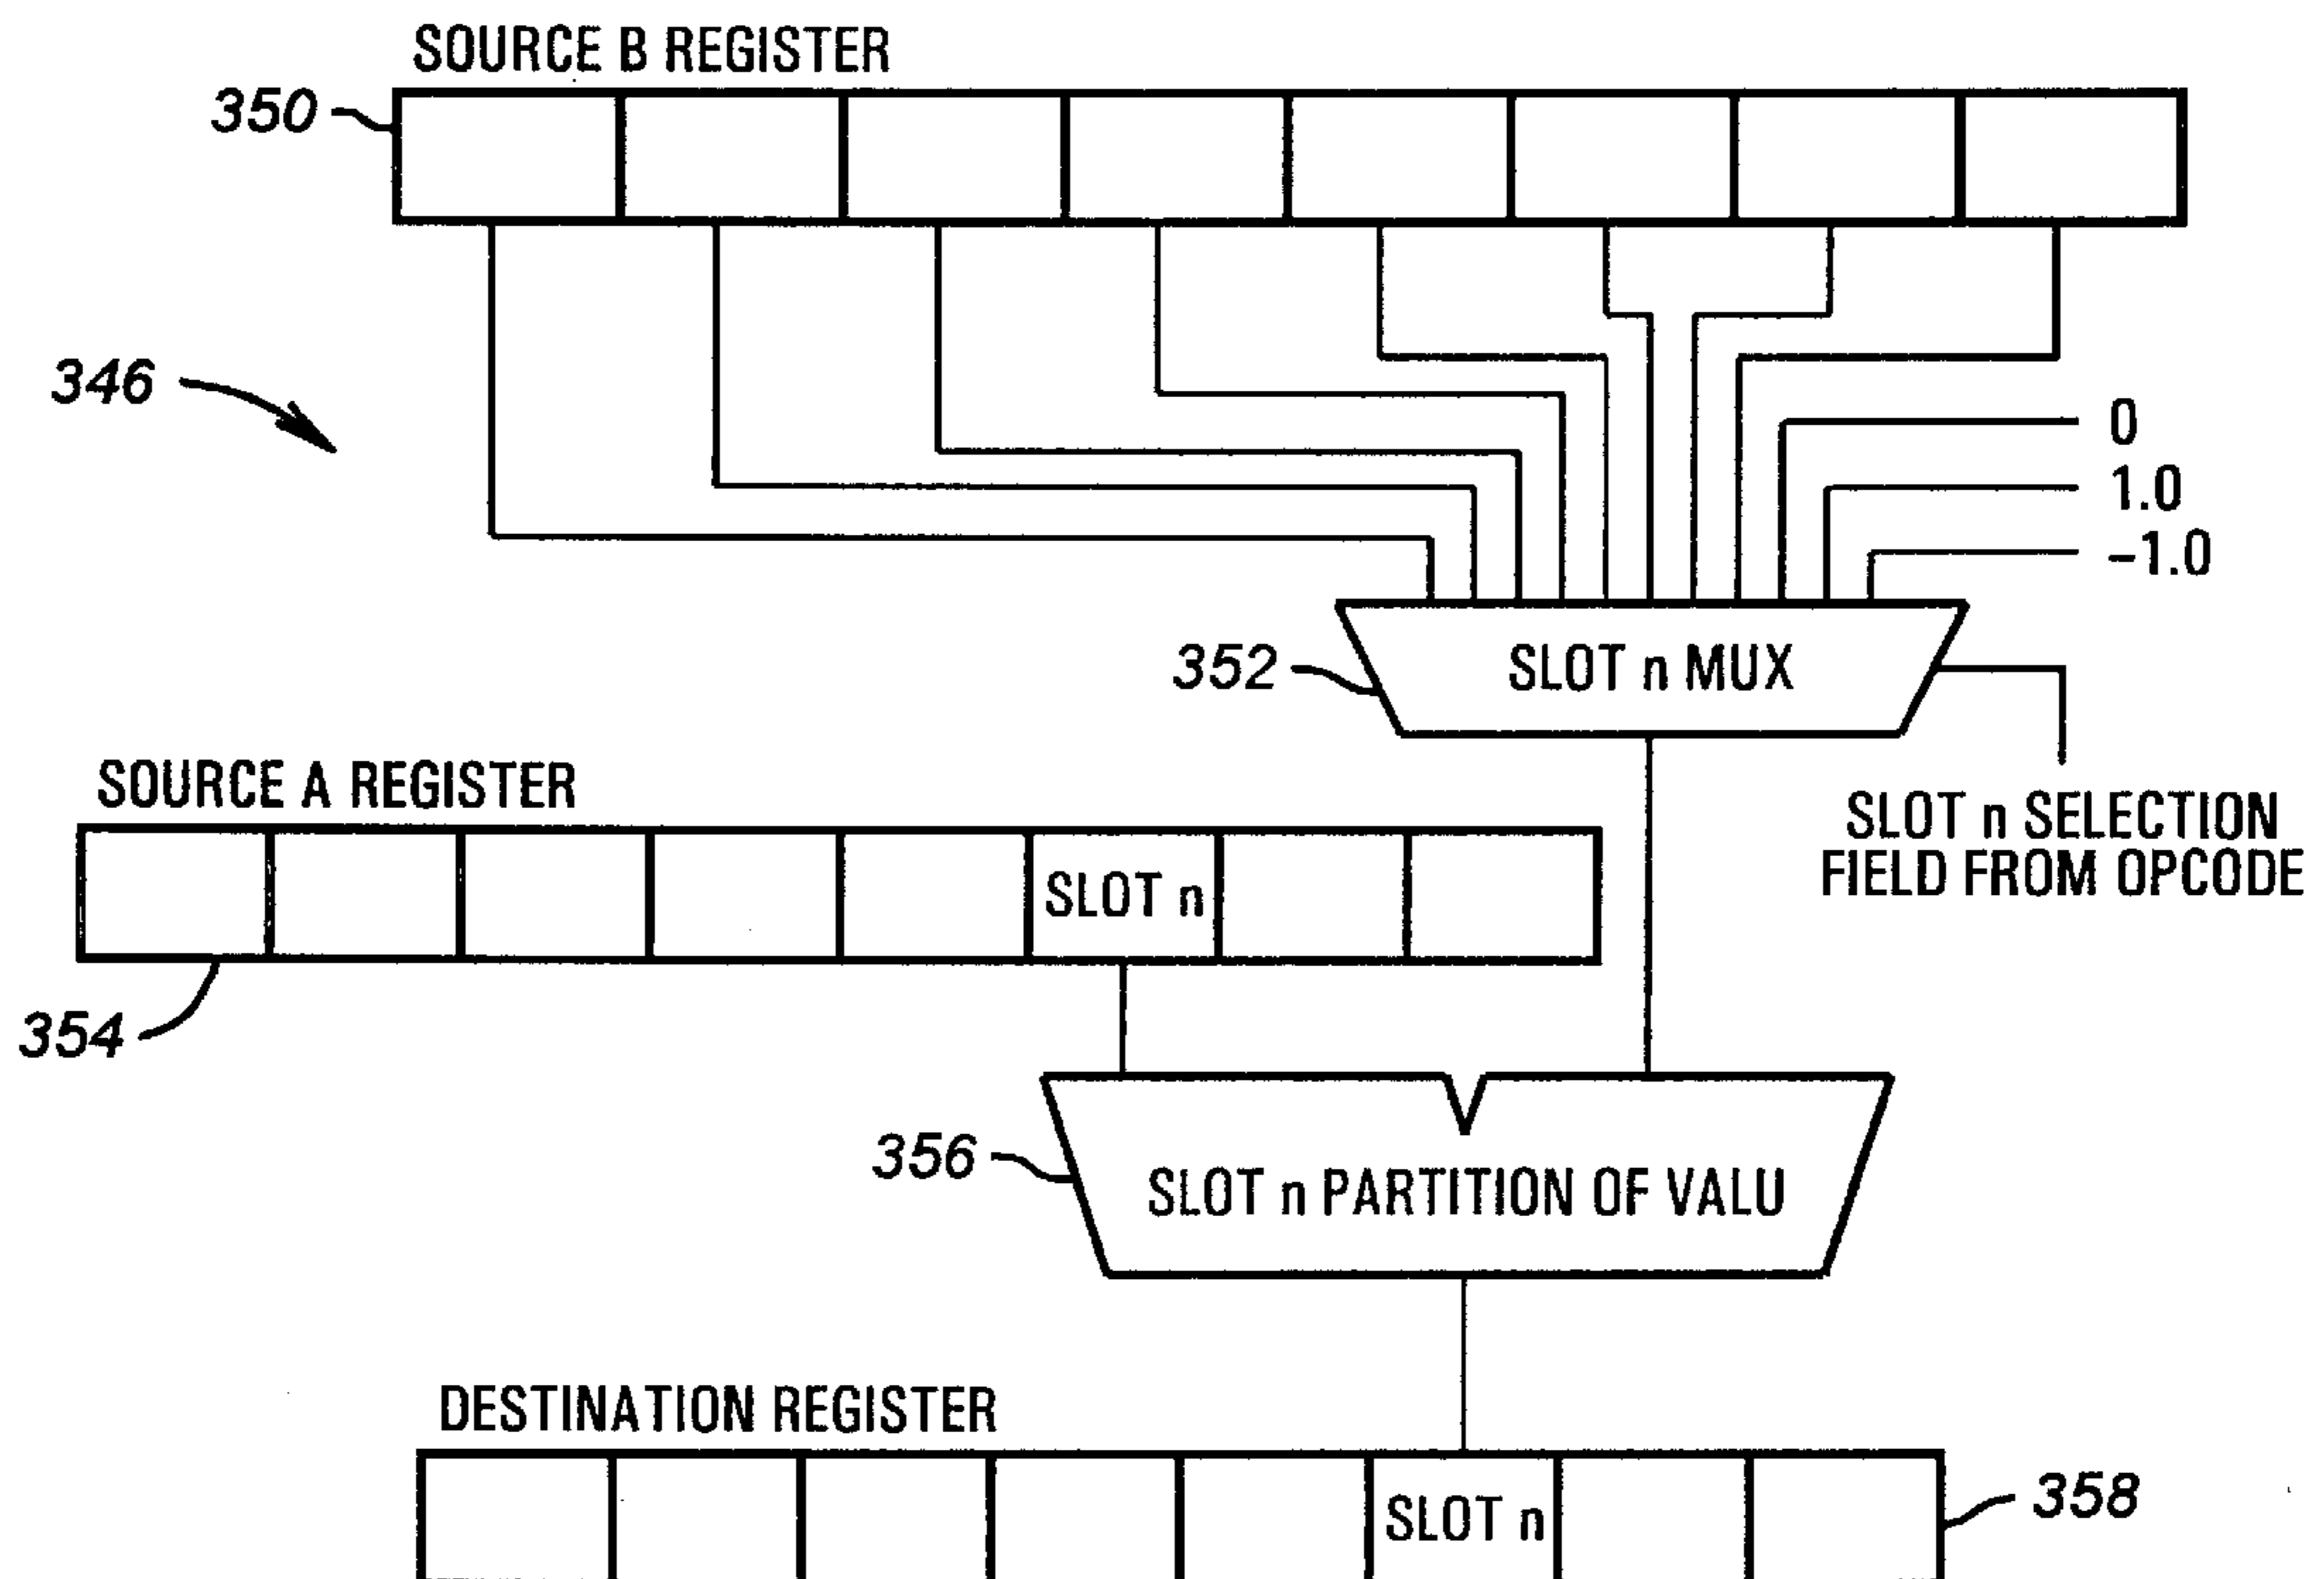 SOURCE B REGISTER
350
346
0
1.0
-1.0
352
SLOT n MUX
SOURCE A REGISTER
SLOT n SELECTION
FIELD FROM OPCODE
SLOT n
354
356
SLOT n PARTITION OF VALU
DESTINATION REGISTER
SLOT n
358